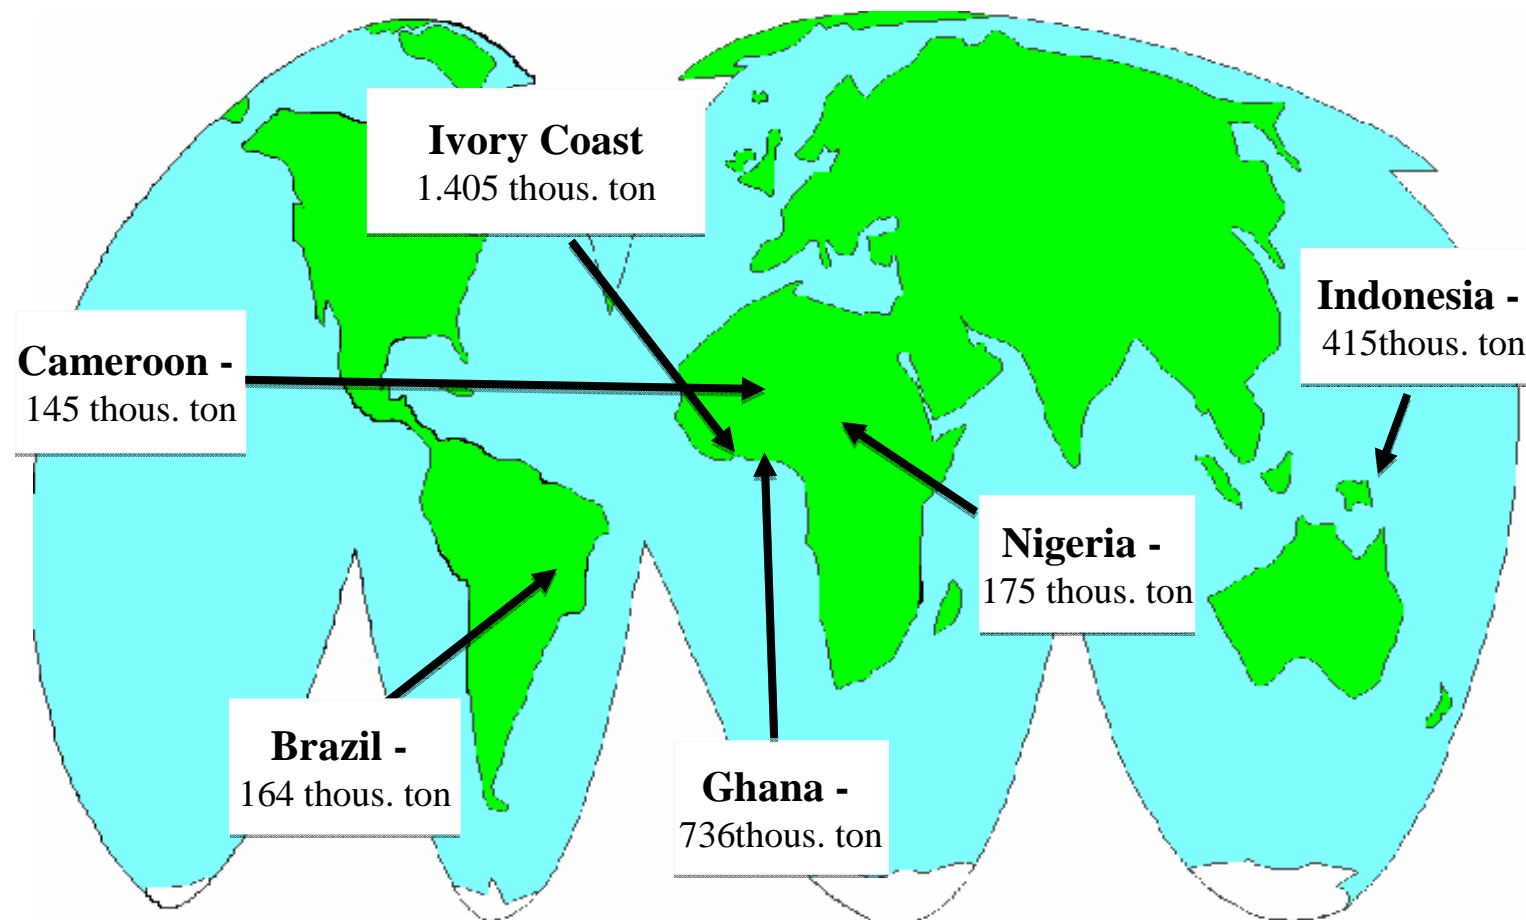 Ivory Coast
1.405 thous. ton
Indonesia -
415thous. ton
Cameroon -
145 thous. ton
Nigeria -
175 thous. ton
Brazil -
164 thous. ton
Ghana -
736thous. ton